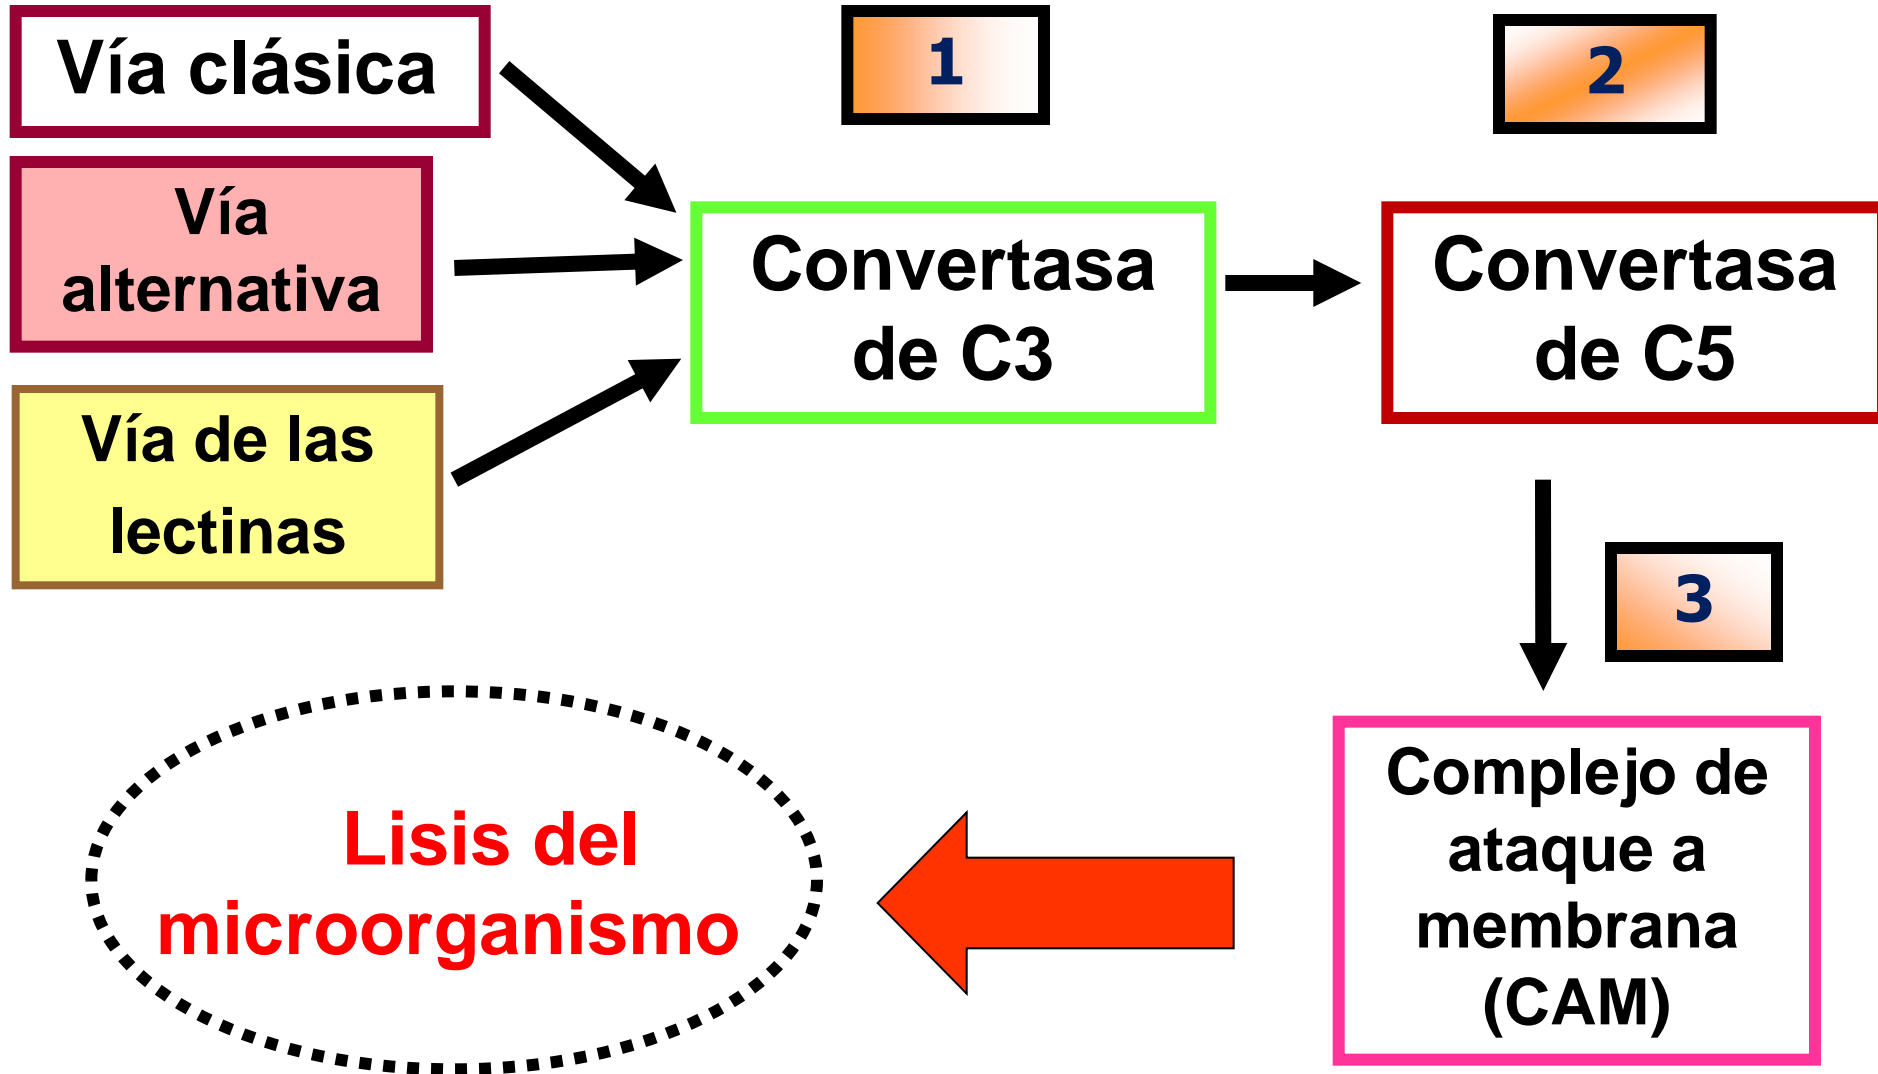 Vía clásica
Vía
alternativa
Vía de las
lectinas
1
Convertasa
de C3
2
Convertasa
de C5
3
Complejo de
ataque a
membrana
(CAM)
Lisis del
microorganismo